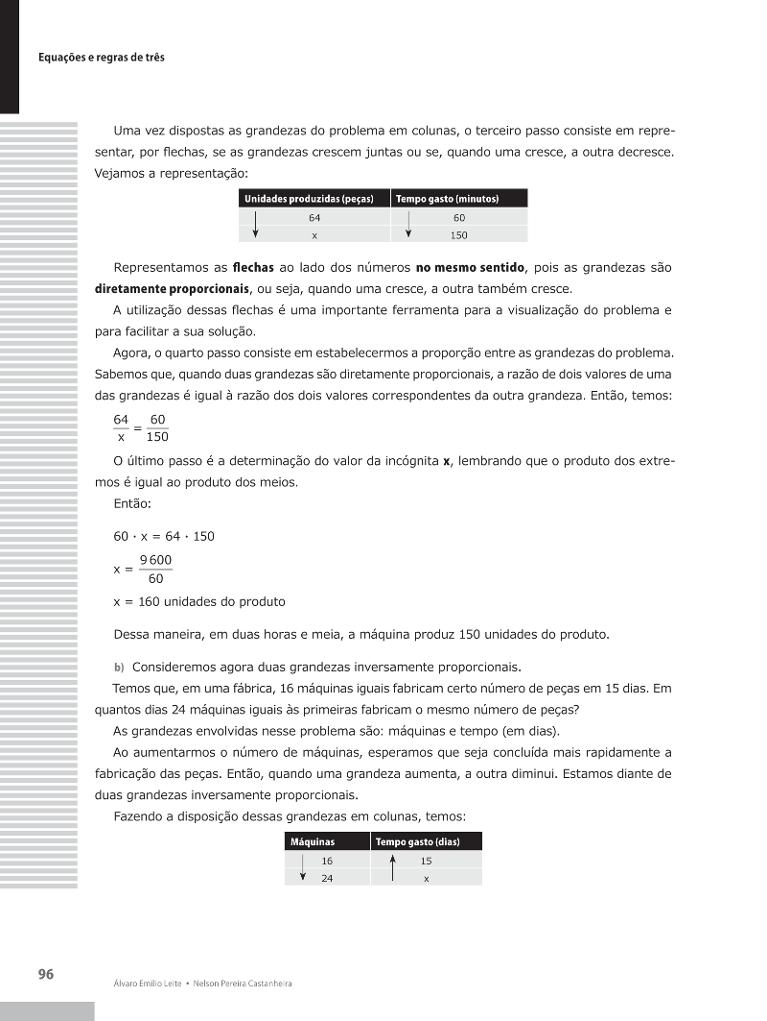 Equações e regras de três
Uma vez dispostas as grandezas do problema em colunas, o terceiro passo consiste em repre-
sentar, por flechas, se as grandezas crescem juntas ou se, quando uma cresce, a outra decresce.
Vejamos a representação:
Unidades produzidas (peças) Tempo gasto (minutos)
64 60
x 150
Representamos as flechas ao lado dos números no mesmo sentido, pois as grandezas são
diretamente proporcionais, ou seja, quando uma cresce, a outra também cresce.
A utilização dessas flechas é uma importante ferramenta para a visualização do problema e
para facilitar a sua solução.
Agora, o quarto passo consiste em estabelecermos a proporção entre as grandezas do problema.
Sabemos que, quando duas grandezas são diretamente proporcionais, a razão de dois valores de uma
das grandezas é igual à razão dos dois valores correspondentes da outra grandeza. Então, temos:
64/x = 60/150
O último passo é a determinação do valor da incógnita x, lembrando que o produto dos extre-
mos é igual ao produto dos meios.
Então:
60 · x = 64 · 150
x = 9 600/60
x = 160 unidades do produto
Dessa maneira, em duas horas e meia, a máquina produz 150 unidades do produto.
b) Consideremos agora duas grandezas inversamente proporcionais.
Temos que, em uma fábrica, 16 máquinas iguais fabricam certo número de peças em 15 dias. Em
quantos dias 24 máquinas iguais às primeiras fabricam o mesmo número de peças?
As grandezas envolvidas nesse problema são: máquinas e tempo (em dias).
Ao aumentarmos o número de máquinas, esperamos que seja concluída mais rapidamente a
fabricação das peças. Então, quando uma grandeza aumenta, a outra diminui. Estamos diante de
duas grandezas inversamente proporcionais.
Fazendo a disposição dessas grandezas em colunas, temos:
Máquinas Tempo gasto (dias)
16 15
24 x
96
Álvaro Emílio Leite • Nelson Pereira Castanheira